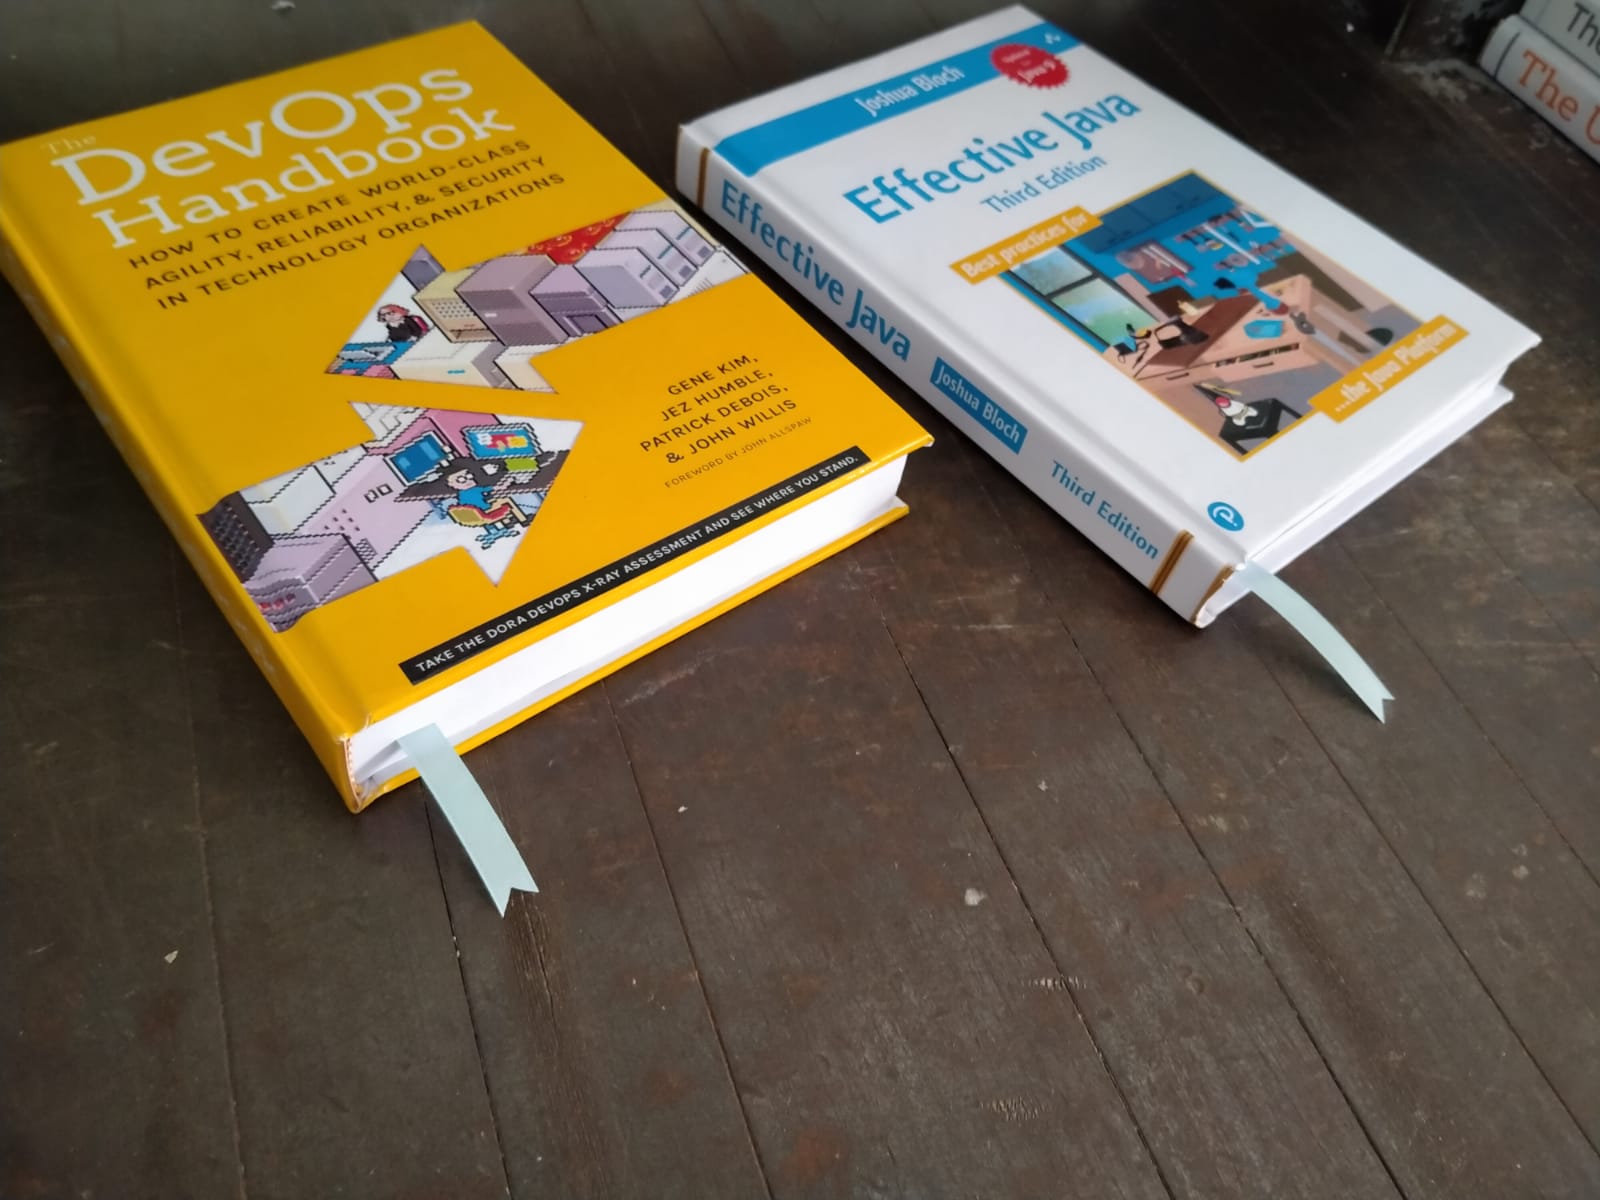 The
DevOps
Handbook
HOW TO CREATE WORLD-CLASS
AGILITY, RELIABILITY, & SECURITY
IN TECHNOLOGY ORGANIZATIONS
GENE KIM,
JEZ HUMBLE,
PATRICK DEBOIS,
& JOHN WILLIS
FOREWORD BY JOHN ALLSPAW
TAKE THE DORA DEVOPS X-RAY ASSESSMENT AND SEE WHERE YOU STAND.
Joshua Bloch
Java 9
Effective Java
Third Edition
Best practices for
...the Java Platform
Effective Java
Joshua Bloch
Third Edition
The